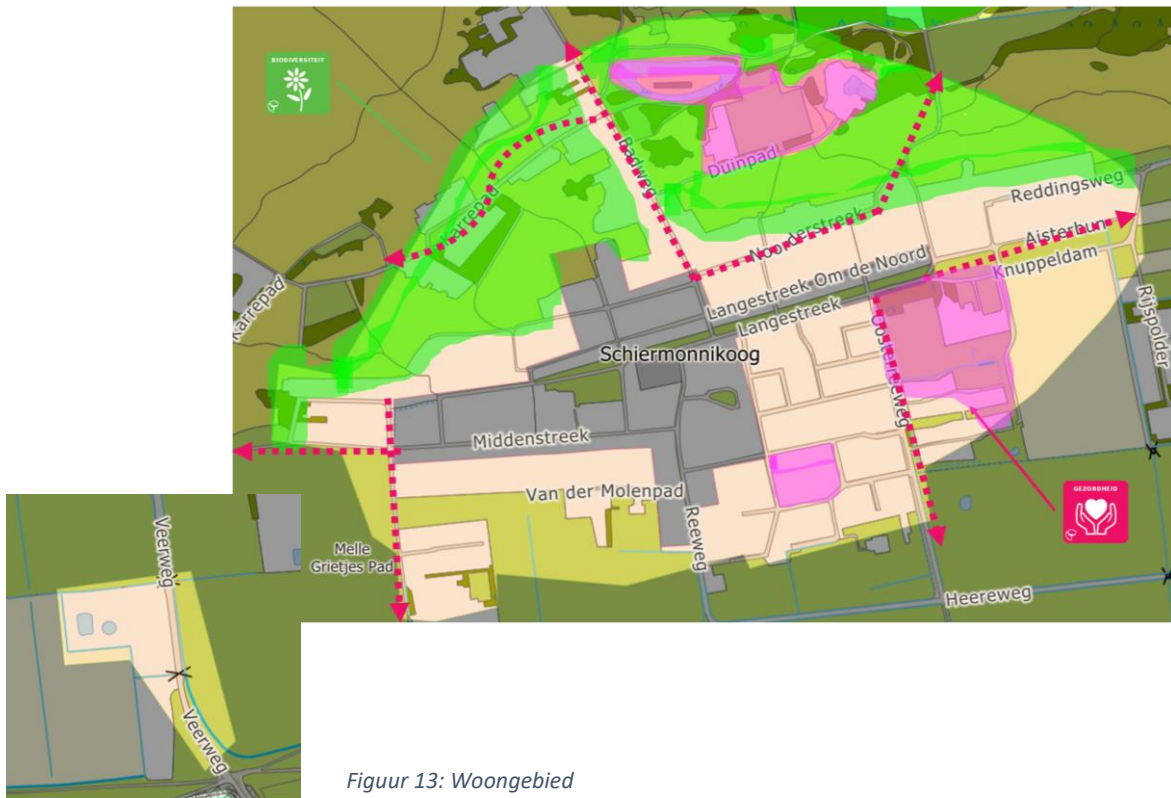 BIODIVERSITEIT
Badweg
Duinpad
Karrepad
Reddingsweg
Noorderstreek
Aisterbun
Langestreek Om de Noord
Knuppeldam
Karrepad
Langestreek
Rijspolder
Schiermonnikoog
Oosterreeweg
Middenstreek
Van der Molenpad
GEZONDHEID
Reeweg
Melle
Grietjes Pad
Heereweg
Veerweg
Veerweg
Figuur 13: Woongebied